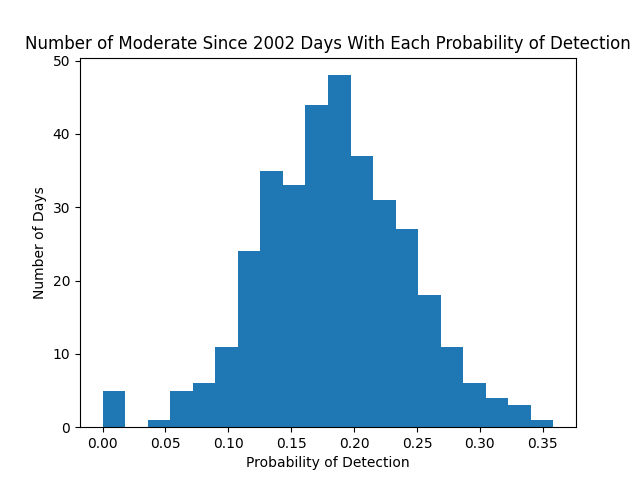 Number of Moderate Since 2002 Days With Each Probability of Detection
50
40
30
20
10
0
Number of Days
0.00 0.05 0.10 0.15 0.20 0.25 0.30 0.35
Probability of Detection